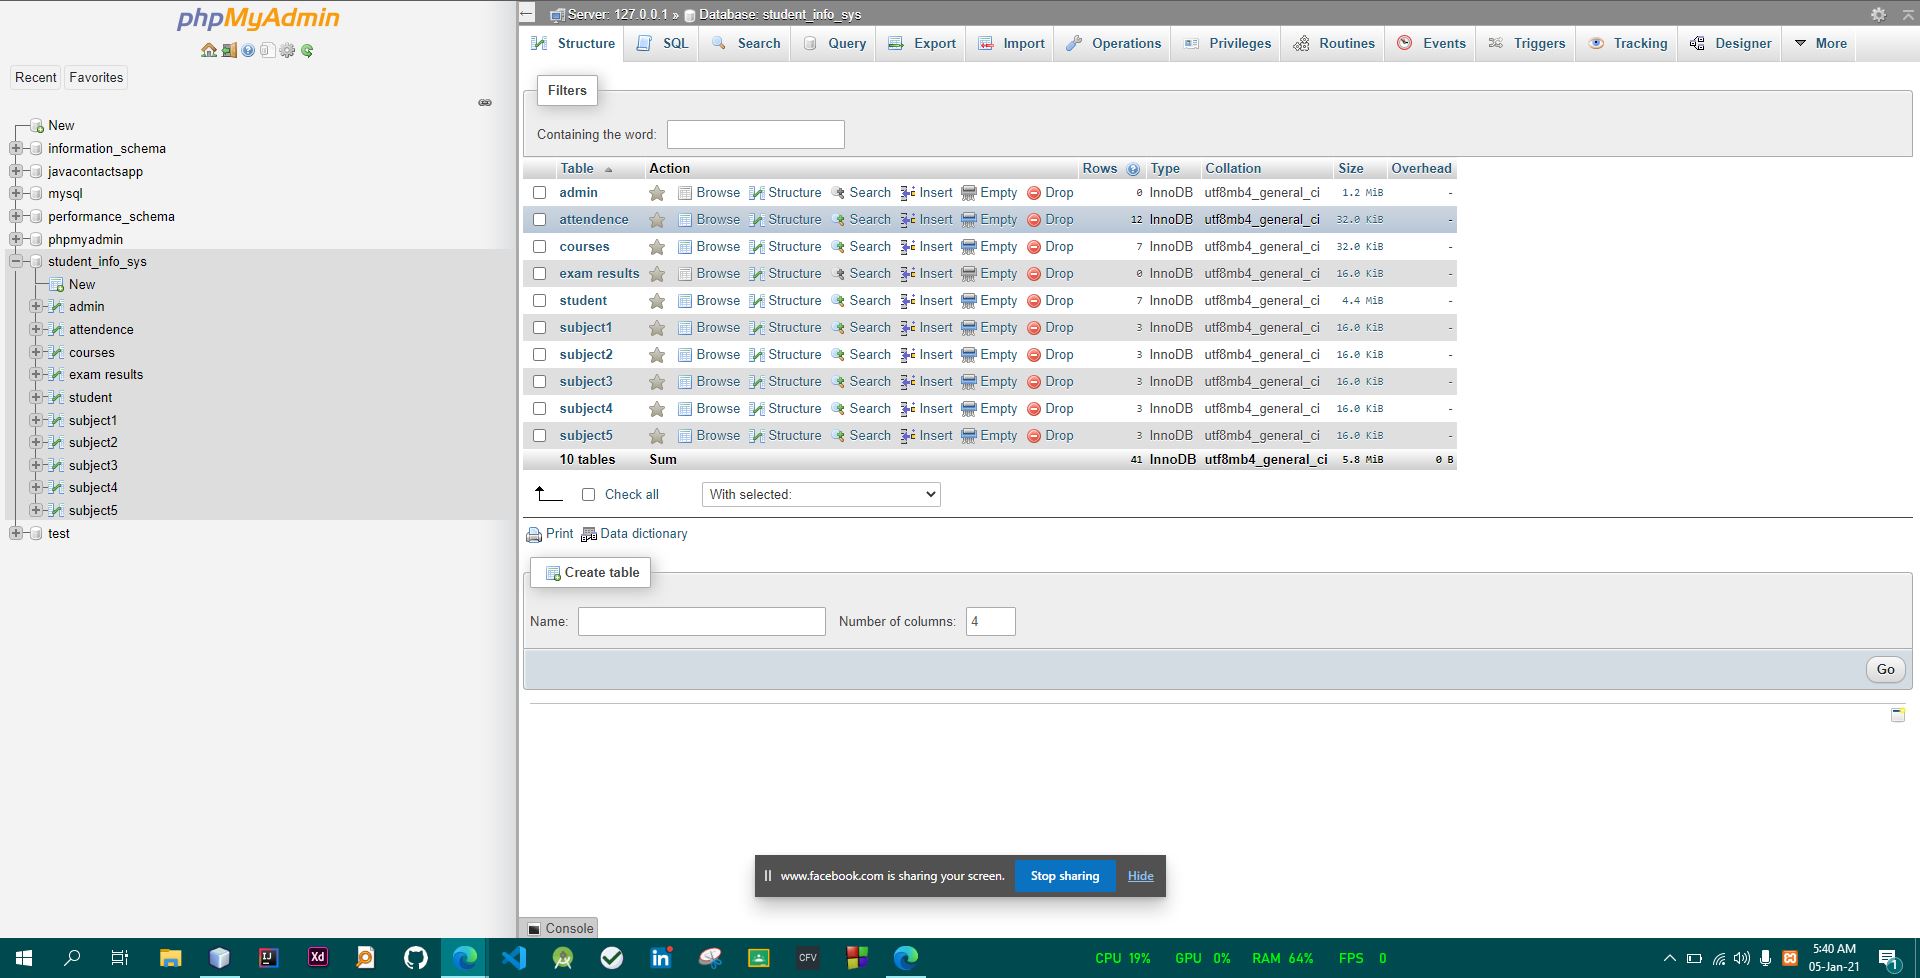 phpMyAdmin
Recent Favorites
New
information_schema
javacontactsapp
mysql
performance_schema
phpmyadmin
student_info_sys
New
admin
attendence
courses
exam results
student
subject1
subject2
subject3
subject4
subject5
test
Server: 127.0.0.1 » Database: student_info_sys
Structure SQL Search Query Export Import Operations Privileges Routines Events Triggers Tracking Designer More
Filters
Containing the word:
Table Action Rows Type Collation Size Overhead
admin Browse Structure Search Insert Empty Drop 0 InnoDB utf8mb4_general_ci 1.2 MiB -
attendence Browse Structure Search Insert Empty Drop 12 InnoDB utf8mb4_general_ci 32.0 KiB -
courses Browse Structure Search Insert Empty Drop 7 InnoDB utf8mb4_general_ci 32.0 KiB -
exam results Browse Structure Search Insert Empty Drop 0 InnoDB utf8mb4_general_ci 16.0 KiB -
student Browse Structure Search Insert Empty Drop 7 InnoDB utf8mb4_general_ci 4.4 MiB -
subject1 Browse Structure Search Insert Empty Drop 3 InnoDB utf8mb4_general_ci 16.0 KiB -
subject2 Browse Structure Search Insert Empty Drop 3 InnoDB utf8mb4_general_ci 16.0 KiB -
subject3 Browse Structure Search Insert Empty Drop 3 InnoDB utf8mb4_general_ci 16.0 KiB -
subject4 Browse Structure Search Insert Empty Drop 3 InnoDB utf8mb4_general_ci 16.0 KiB -
subject5 Browse Structure Search Insert Empty Drop 3 InnoDB utf8mb4_general_ci 16.0 KiB -
10 tables Sum 41 InnoDB utf8mb4_general_ci 5.8 MiB 0 B
Check all With selected:
Print Data dictionary
Create table
Name: Number of columns: 4
Go
www.facebook.com is sharing your screen. Stop sharing Hide
Console
IJ Xd in CFV CPU 19% GPU 0% RAM 64% FPS 0 5:40 AM
05-Jan-21 1